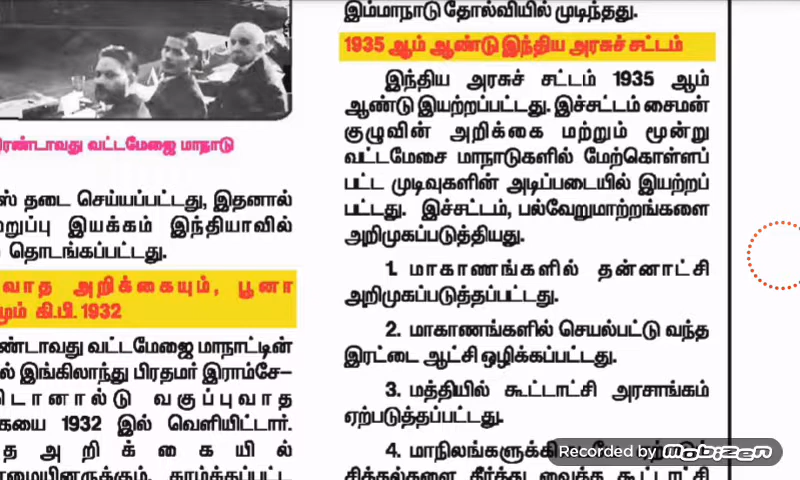 ரண்டாவது வட்டமேஜை மாநாடு
ஸ் தடை செய்யப்பட்டது, இதனால்
றுப்பு இயக்கம் இந்தியாவில்
தொடங்கப்பட்டது.
வாத அறிக்கையும், பூனா
மும் கி.பி. 1932
ண்டாவது வட்டமேஜை மாநாட்டின்
ல் இங்கிலாந்து பிரதமர் இராம்சே–
டொனால்டு வகுப்புவாத
கையை 1932 இல் வெளியிட்டார்.
த அறிக்கையில்
மையினருக்கும், தாழ்த்தப்பட்ட
இம்மாநாடு தோல்வியில் முடிந்தது.
1935 ஆம் ஆண்டு இந்திய அரசுச் சட்டம்
இந்திய அரசுச் சட்டம் 1935 ஆம்
ஆண்டு இயற்றப்பட்டது. இச்சட்டம் சைமன்
குழுவின் அறிக்கை மற்றும் மூன்று
வட்டமேசை மாநாடுகளில் மேற்கொள்ளப்
பட்ட முடிவுகளின் அடிப்படையில் இயற்றப்
பட்டது. இச்சட்டம், பல்வேறுமாற்றங்களை
அறிமுகப்படுத்தியது.
1. மாகாணங்களில் தன்னாட்சி
அறிமுகப்படுத்தப்பட்டது.
2. மாகாணங்களில் செயல்பட்டு வந்த
இரட்டை ஆட்சி ஒழிக்கப்பட்டது.
3. மத்தியில் கூட்டாட்சி அரசாங்கம்
ஏற்படுத்தப்பட்டது.
4. மாநிலங்களுக்கி
சிக்கல்களை தீர்த்து வைக்க கூட்டாட்சி
Recorded by mobizen